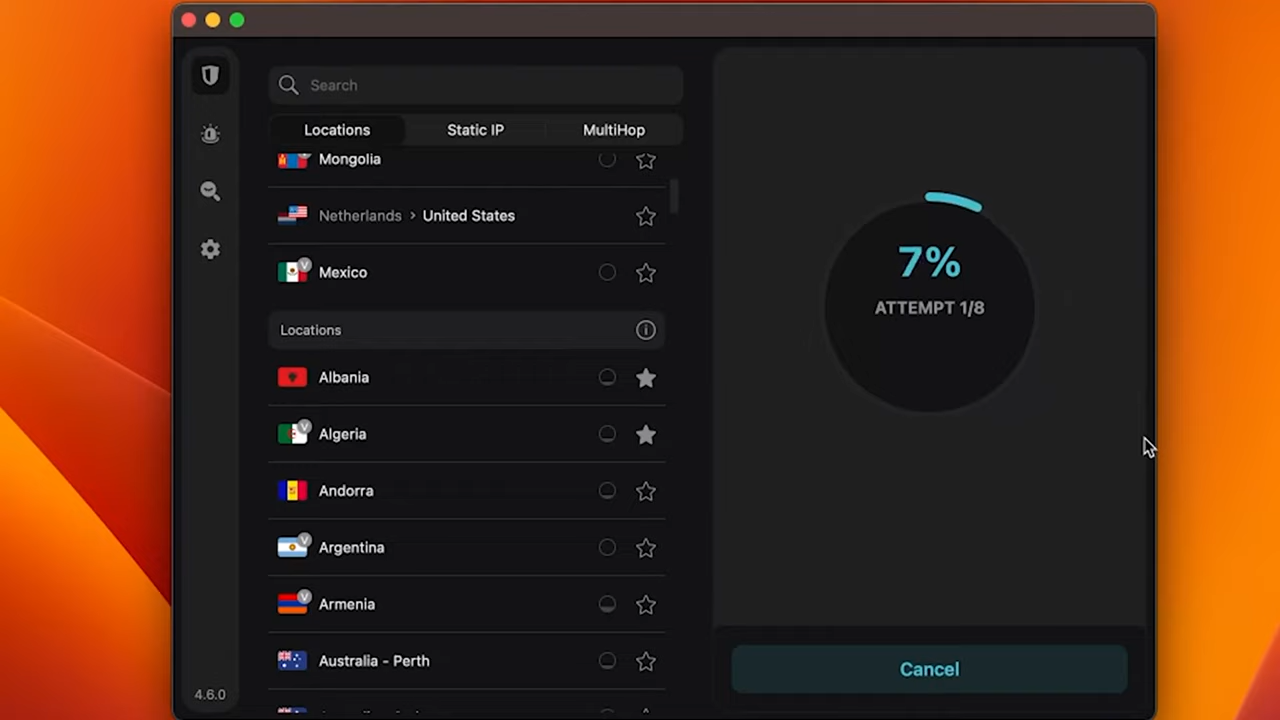 Search
Locations
Static IP
MultiHop
Mongolia
Netherlands > United States
Mexico
Locations
Albania
Algeria
Andorra
Argentina
Armenia
Australia - Perth
4.6.0
7%
ATTEMPT 1/8
Cancel